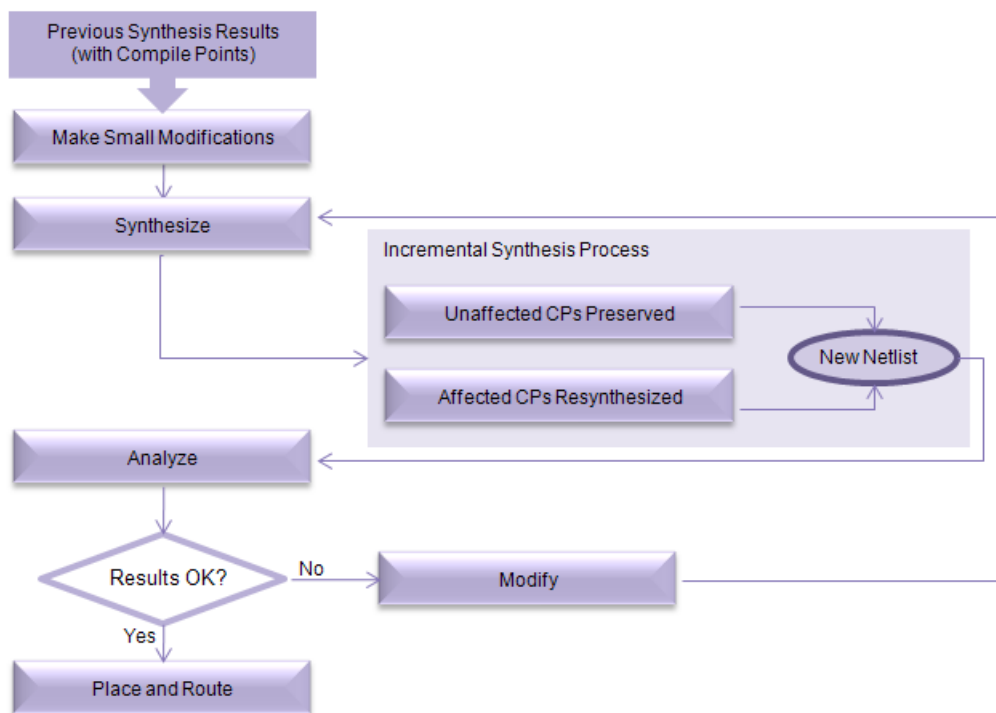 Previous Synthesis Results
(with Compile Points)
Make Small Modifications
Synthesize
Incremental Synthesis Process
Unaffected CPs Preserved
New Netlist
Affected CPs Resynthesized
Analyze
Results OK?
No
Modify
Yes
Place and Route